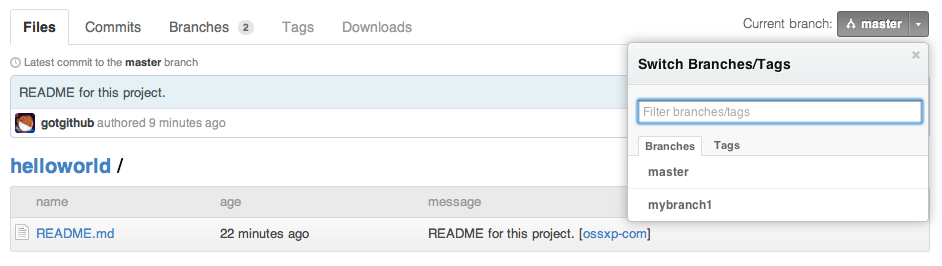 Files Commits Branches 2 Tags Downloads Current branch: master
Latest commit to the master branch
Switch Branches/Tags ×
README for this project.
Filter branches/tags
gotgithub authored 9 minutes ago
Branches Tags
helloworld /
master
name age message
mybranch1
README.md 22 minutes ago README for this project. [ossxp-com]